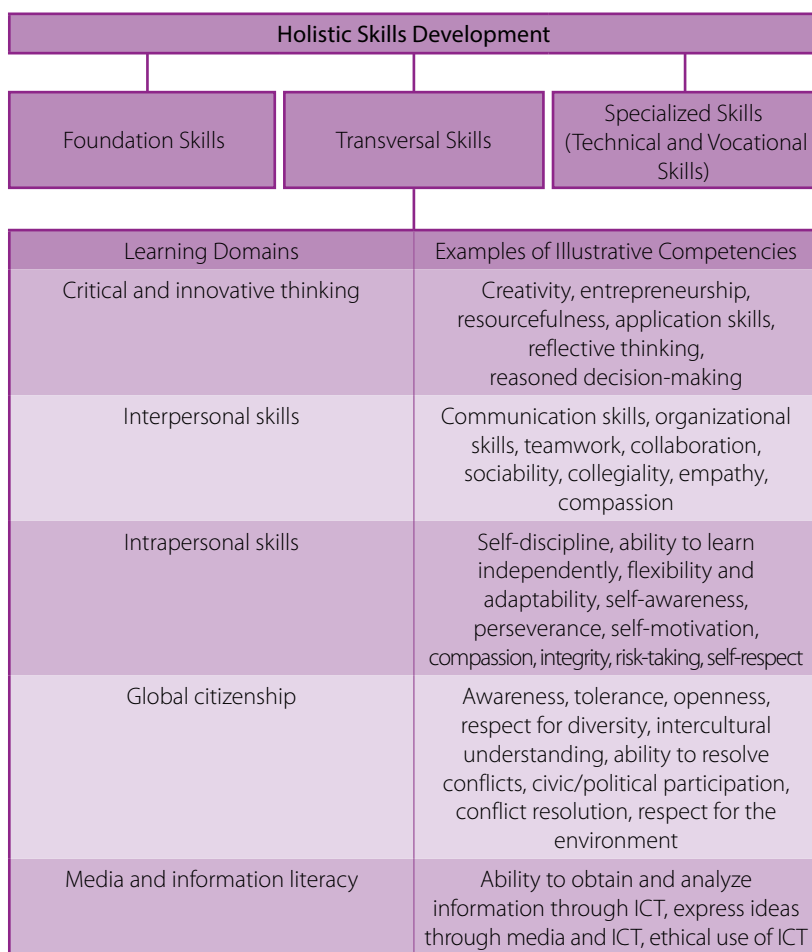 Holistic Skills Development
Foundation Skills
Transversal Skills
Specialized Skills
(Technical and Vocational
Skills)
Learning Domains
Examples of Illustrative Competencies
Critical and innovative thinking
Creativity, entrepreneurship,
resourcefulness, application skills,
reflective thinking,
reasoned decision-making
Interpersonal skills
Communication skills, organizational
skills, teamwork, collaboration,
sociability, collegiality, empathy,
compassion
Intrapersonal skills
Self-discipline, ability to learn
independently, flexibility and
adaptability, self-awareness,
perseverance, self-motivation,
compassion, integrity, risk-taking, self-respect
Global citizenship
Awareness, tolerance, openness,
respect for diversity, intercultural
understanding, ability to resolve
conflicts, civic/political participation,
conflict resolution, respect for the
environment
Media and information literacy
Ability to obtain and analyze
information through ICT, express ideas
through media and ICT, ethical use of ICT